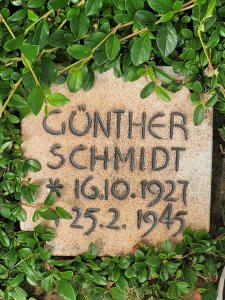 GÜNTHER
SCHMIDT
* 16.10.1927
† 25.2.1945